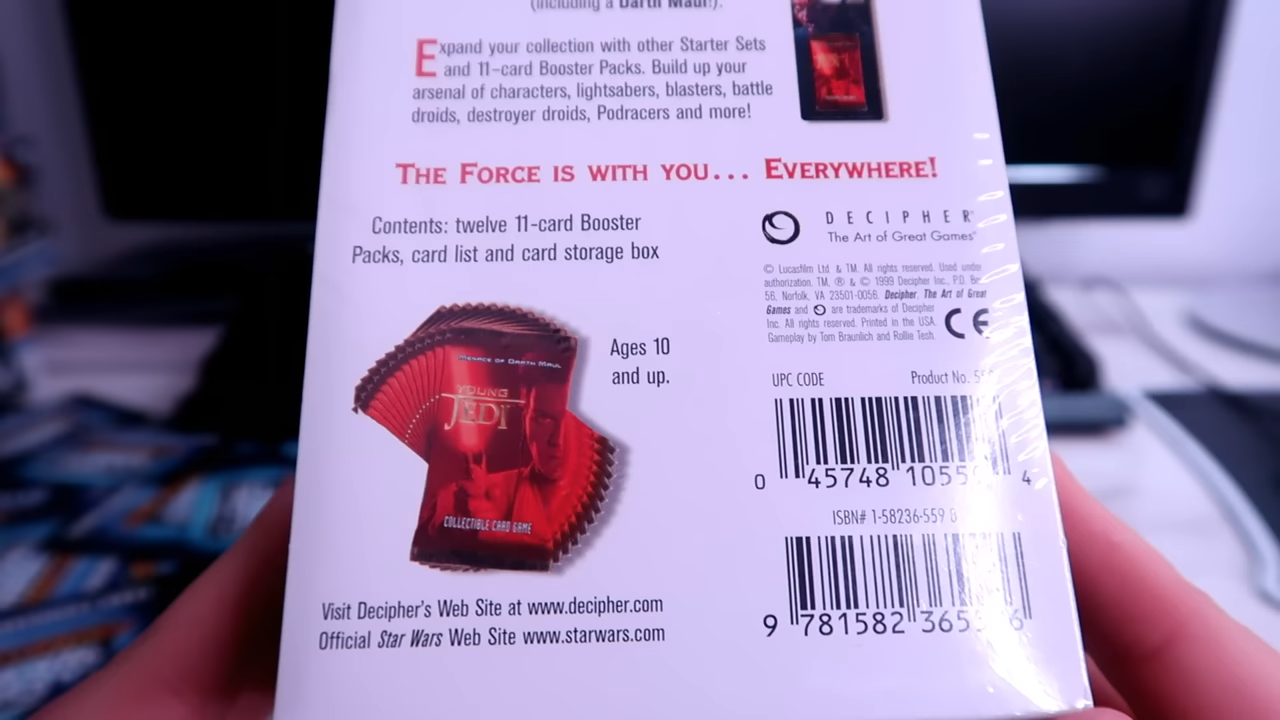 (including a Darth Maul!).
Expand your collection with other Starter Sets
and 11-card Booster Packs. Build up your
arsenal of characters, lightsabers, blasters, battle
droids, destroyer droids, Podracers and more!
THE FORCE IS WITH YOU... EVERYWHERE!
Contents: twelve 11-card Booster
Packs, card list and card storage box
DECIPHER
The Art of Great Games
© Lucasfilm Ltd. & TM. All rights reserved. Used under
authorization. TM, ® & © 1999 Decipher Inc., P.O.
56, Norfolk, VA 23501-0056. Decipher, The Art of Great
Games and are trademarks of Decipher
Inc. All rights reserved. Printed in the USA.
Gameplay by Tom Braunlich and Rollie Tesh.
CE
MENACE OF DARTH MAUL
YOUNG
JEDI
COLLECTIBLE CARD GAME
Ages 10
and up.
UPC CODE Product No.
0 45748 4
ISBN# 1-58236-559
9 781582
Visit Decipher's Web Site at www.decipher.com
Official Star Wars Web Site www.starwars.com